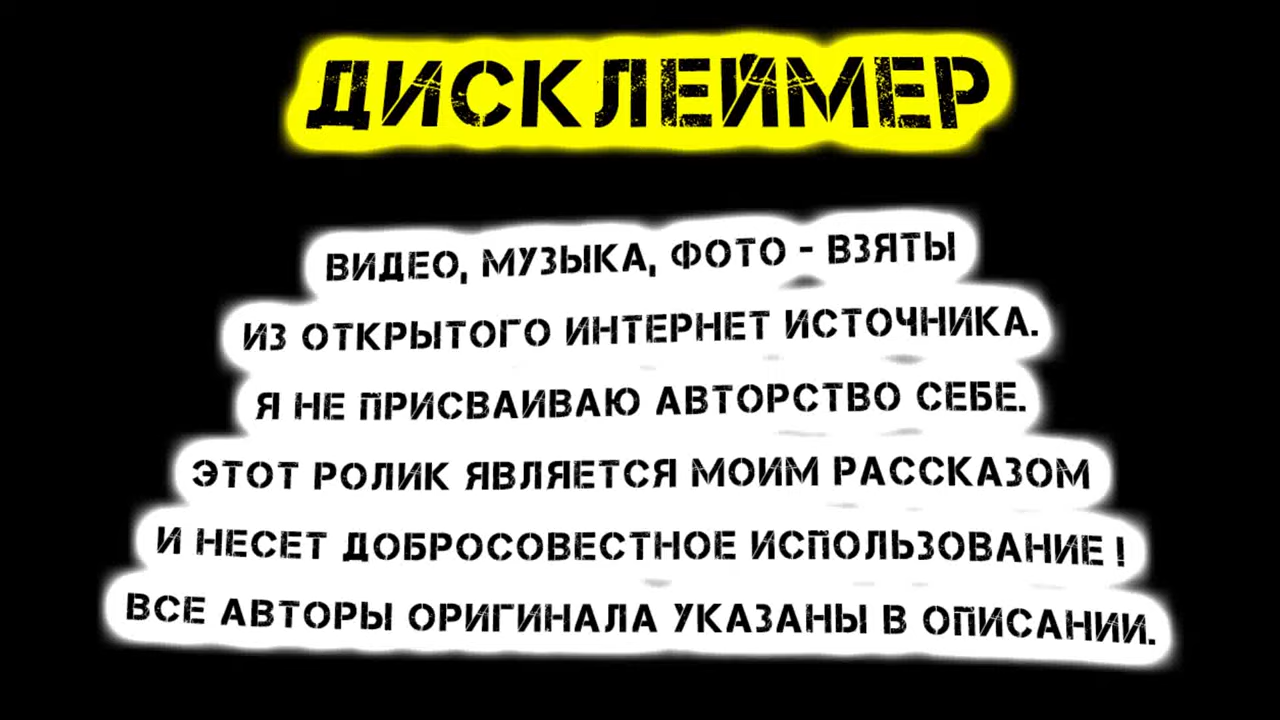 ДИСКЛЕЙМЕР
ВИДЕО, МУЗЫКА, ФОТО - ВЗЯТЫ
ИЗ ОТКРЫТОГО ИНТЕРНЕТ ИСТОЧНИКА.
Я НЕ ПРИСВАИВАЮ АВТОРСТВО СЕБЕ.
ЭТОТ РОЛИК ЯВЛЯЕТСЯ МОИМ РАССКАЗОМ
И НЕСЕТ ДОБРОСОВЕСТНОЕ ИСПОЛЬЗОВАНИЕ !
ВСЕ АВТОРЫ ОРИГИНАЛА УКАЗАНЫ В ОПИСАНИИ.